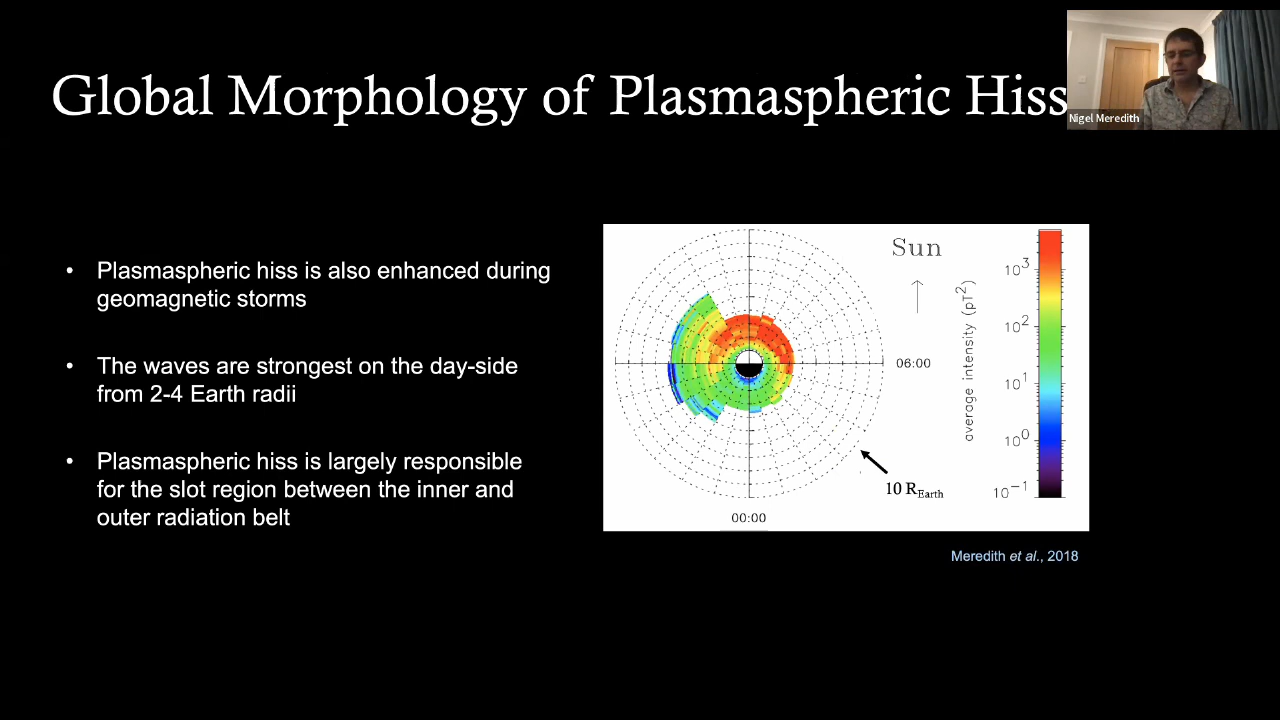 Global Morphology of Plasmaspheric Hiss
Nigel Meredith
• Plasmaspheric hiss is also enhanced during
geomagnetic storms
• The waves are strongest on the day-side
from 2-4 Earth radii
• Plasmaspheric hiss is largely responsible
for the slot region between the inner and
outer radiation belt
Sun
06:00
10 REarth
00:00
average intensity (pT2)
103
102
101
100
10−1
Meredith et al., 2018